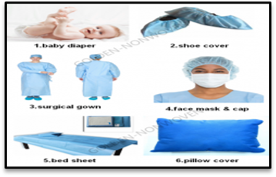 1.baby diaper 2.shoe cover
3.surgical gown 4.face mask & cap
5.bed sheet 6.pillow cover